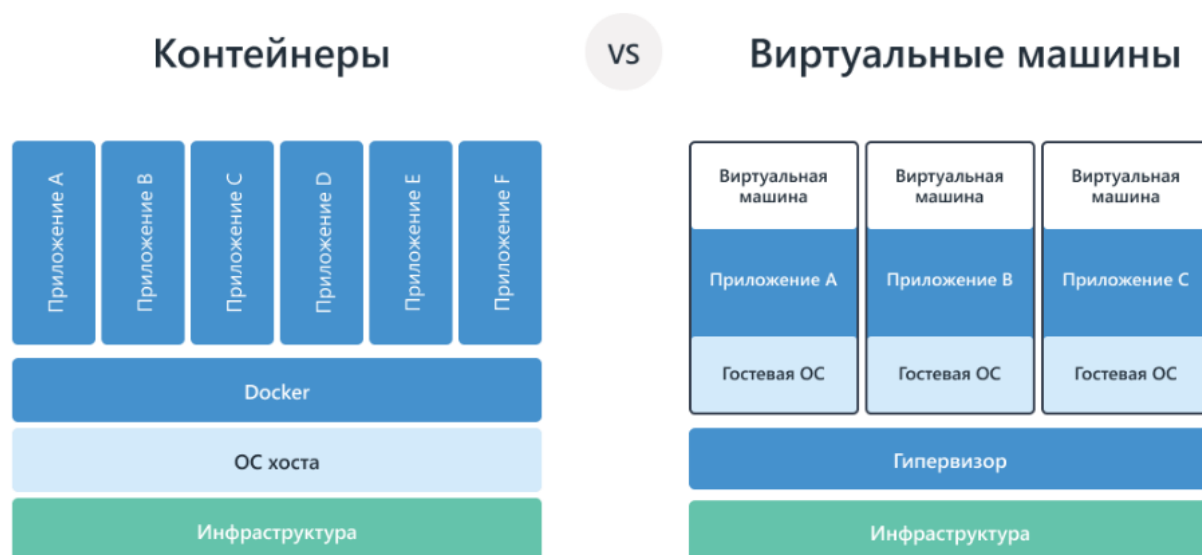 Контейнеры
VS
Виртуальные машины
Приложение A
Приложение B
Приложение C
Приложение D
Приложение E
Приложение F
Docker
ОС хоста
Инфраструктура
Виртуальная
машина
Приложение A
Гостевая ОС
Виртуальная
машина
Приложение B
Гостевая ОС
Виртуальная
машина
Приложение C
Гостевая ОС
Гипервизор
Инфраструктура